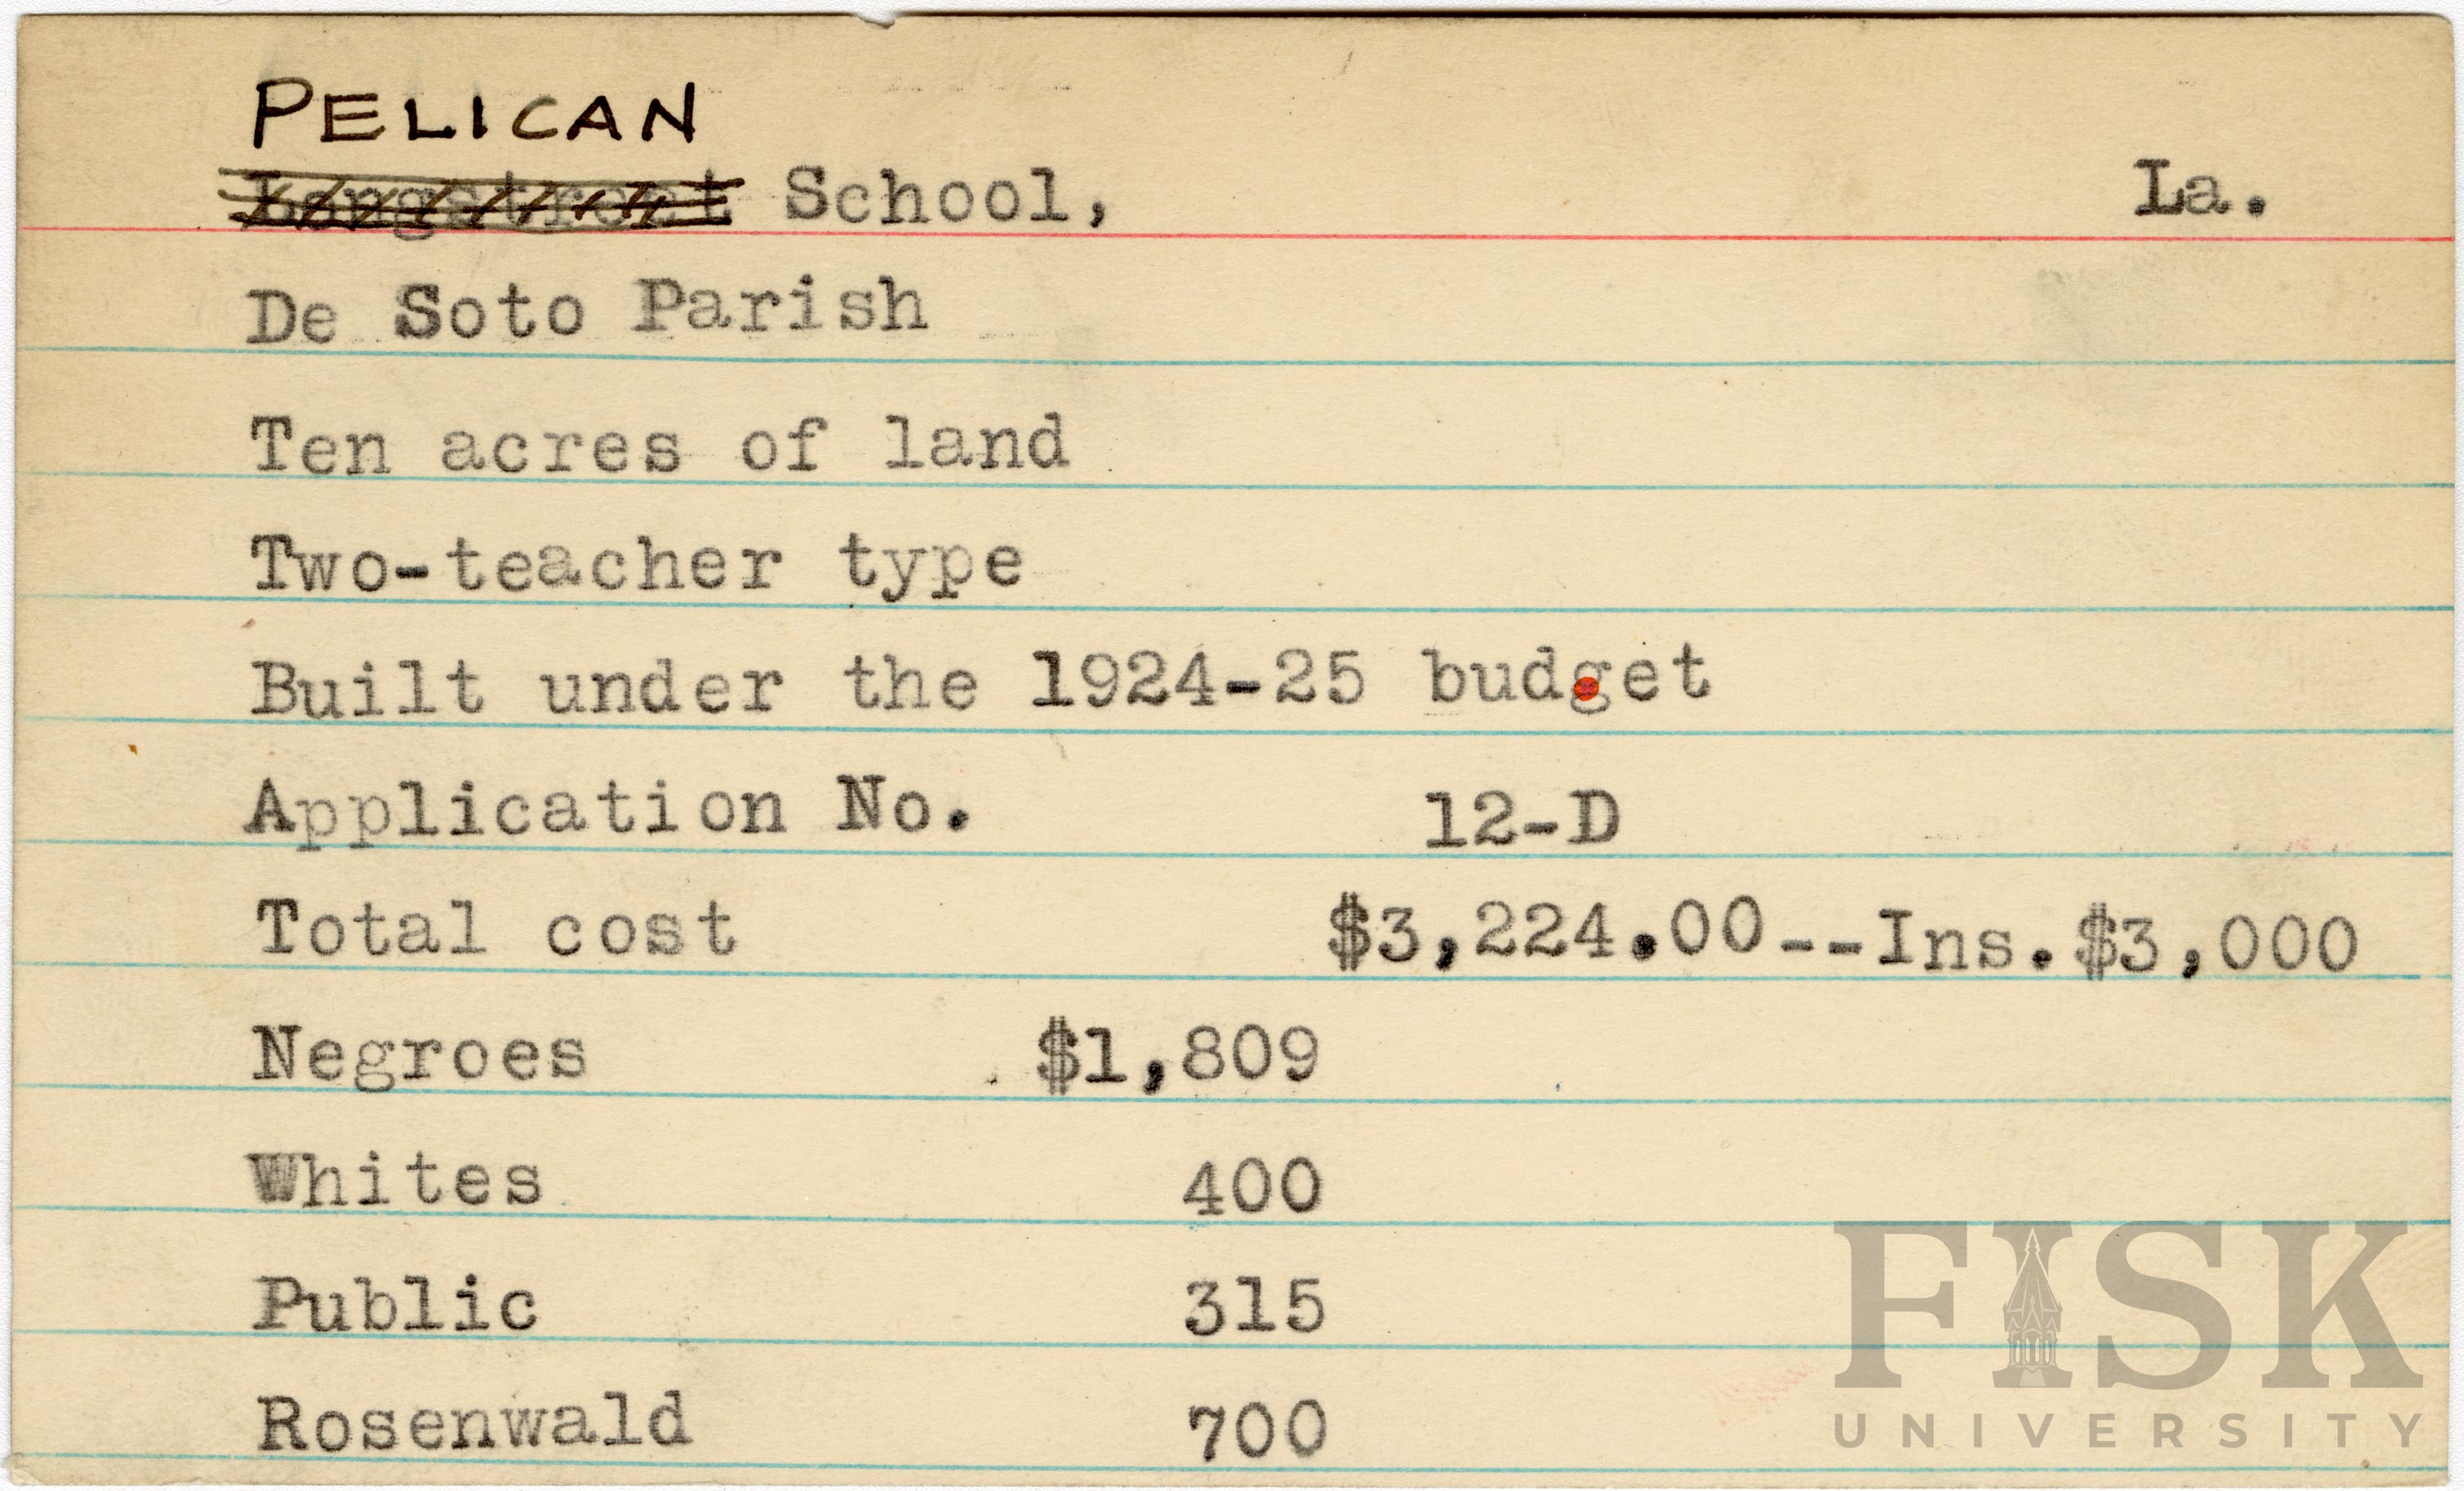 PELICAN
Longstreet School, La.
De Soto Parish
Ten acres of land
Two-teacher type
Built under the 1924-25 budget
Application No. 12-D
Total cost $3,224.00--Ins.$3,000
Negroes $1,809
Whites 400
Public 315
Rosenwald 700
FISK
UNIVERSITY